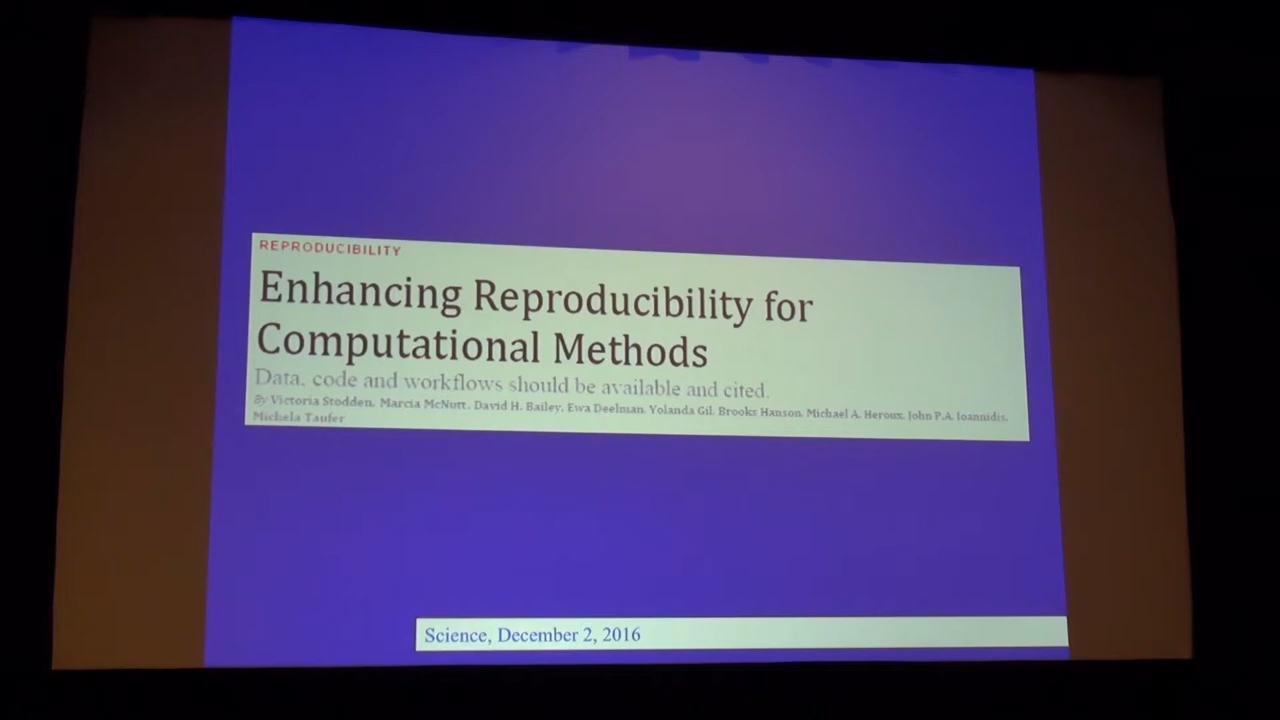 REPRODUCIBILITY
Enhancing Reproducibility for
Computational Methods
Data, code and workflows should be available and cited.
By Victoria Stodden, Marcia McNutt, David H. Bailey, Ewa Deelman, Yolanda Gil, Brooks Hanson, Michael A. Heroux, John P.A. Ioannidis,
Michela Taufer
Science, December 2, 2016